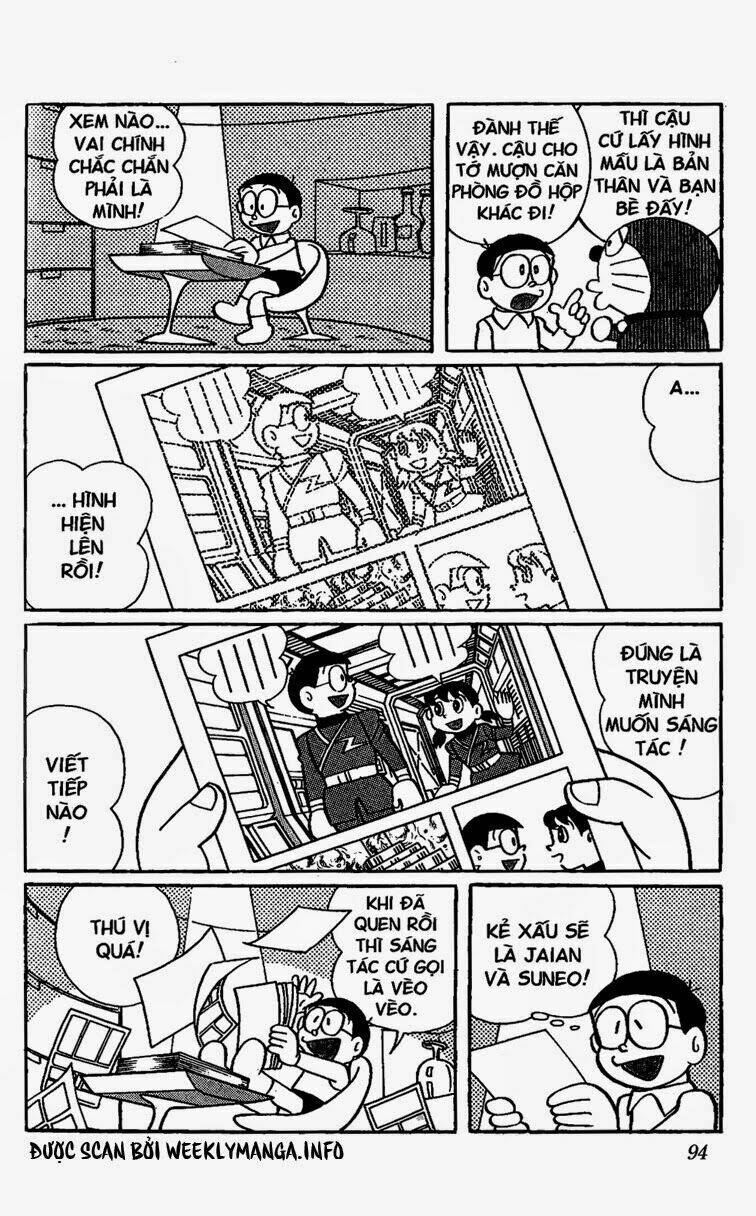 THÌ CẬU
CỨ LẤY HÌNH
MẪU LÀ BẢN
THÂN VÀ BẠN
BÈ ĐẤY!
ĐÀNH THẾ
VẬY. CẬU CHO
TỚ MƯỢN CĂN
PHÒNG ĐỒ HỘP
KHÁC ĐI!
XEM NÀO...
VAI CHÍNH
CHẮC CHẮN
PHẢI LÀ
MÌNH!
A...
... HÌNH
HIỆN
LÊN
RỒI!
ĐÚNG LÀ
TRUYỆN
MÌNH
MUỐN SÁNG
TÁC !
VIẾT
TIẾP
NÀO
!
KẺ XẤU SẼ
LÀ JAIAN
VÀ SUNEO!
KHI ĐÃ
QUEN RỒI
THÌ SÁNG
TÁC CỨ GỌI
LÀ VÈO
VÈO.
THÚ VỊ
QUÁ!
ĐƯỢC SCAN BỞI WEEKLYMANGA.INFO
94